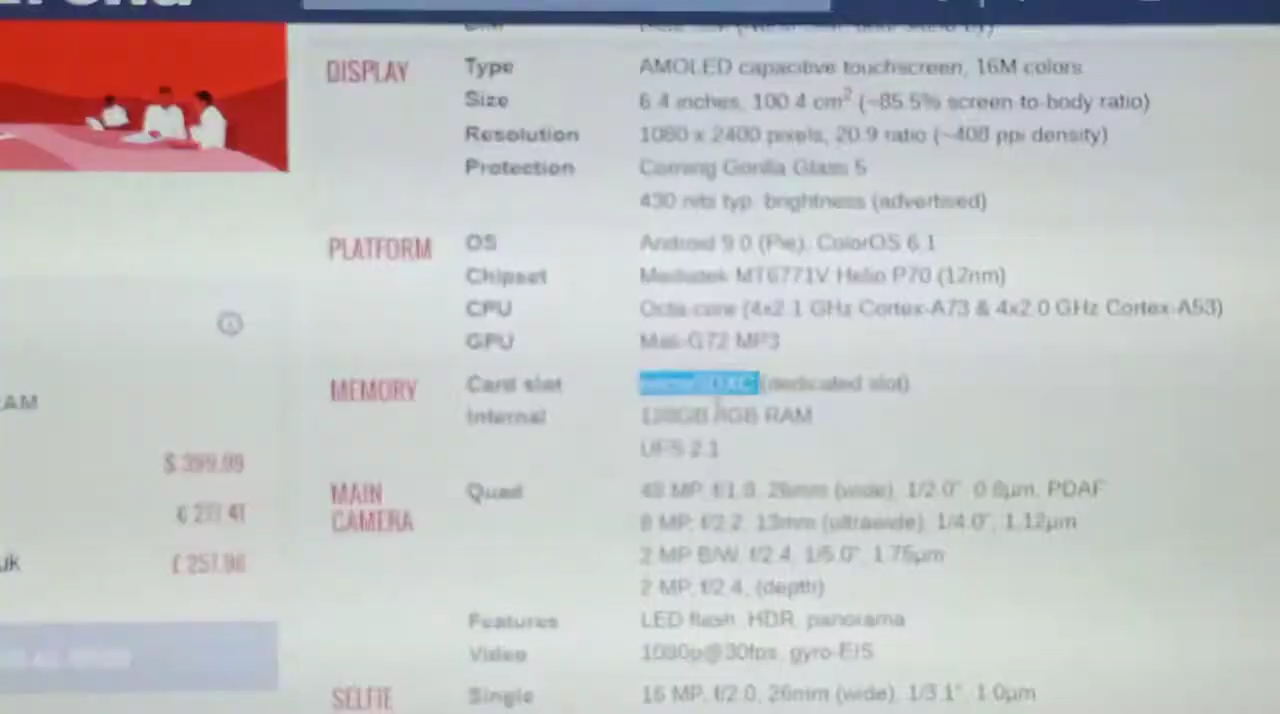 DISPLAY Type AMOLED capacitive touchscreen, 16M colors
Size 6.4 inches, 100.4 cm² (~85.5% screen-to-body ratio)
Resolution 1080 x 2400 pixels, 20:9 ratio (~408 ppi density)
Protection Corning Gorilla Glass 5
430 nits typ. brightness (advertised)
PLATFORM OS Android 9.0 (Pie), ColorOS 6.1
Chipset Mediatek MT6771V Helio P70 (12nm)
CPU Octa-core (4x2.1 GHz Cortex-A73 & 4x2.0 GHz Cortex-A53)
GPU Mali-G72 MP3
MEMORY Card slot (dedicated slot)
Internal 128GB 8GB RAM
UFS 2.1
MAIN CAMERA Quad 48 MP, f/1.8, 26mm (wide), 1/2.0", 0.8µm, PDAF
8 MP, f/2.2, 13mm (ultrawide), 1/4.0", 1.12µm
2 MP B/W, f/2.4, 1/5.0", 1.75µm
2 MP, f/2.4, (depth)
Features LED flash, HDR, panorama
Video 1080p@30fps, gyro-EIS
SELFIE Single 16 MP, f/2.0, 26mm (wide), 1/3.1", 1.0µm
$ 399.99
£ 257.98